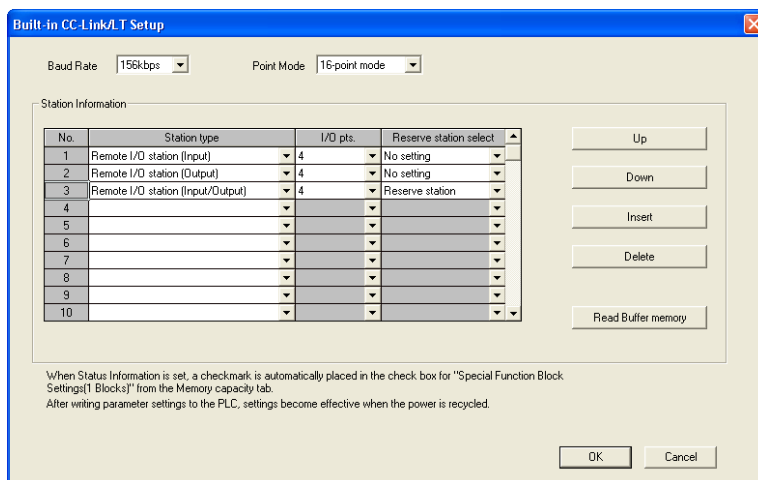 Built-in CC-Link/LT Setup
Baud Rate 156kbps Point Mode 16-point mode
Station Information
No. Station type I/O pts. Reserve station select
1 Remote I/O station (Input) 4 No setting
2 Remote I/O station (Output) 4 No setting
3 Remote I/O station (Input/Output) 4 Reserve station
4
5
6
7
8
9
10
Up
Down
Insert
Delete
Read Buffer memory
When Status Information is set, a checkmark is automatically placed in the check box for "Special Function Block
Settings(1 Blocks)" from the Memory capacity tab.
After writing parameter settings to the PLC, settings become effective when the power is recycled.
OK Cancel